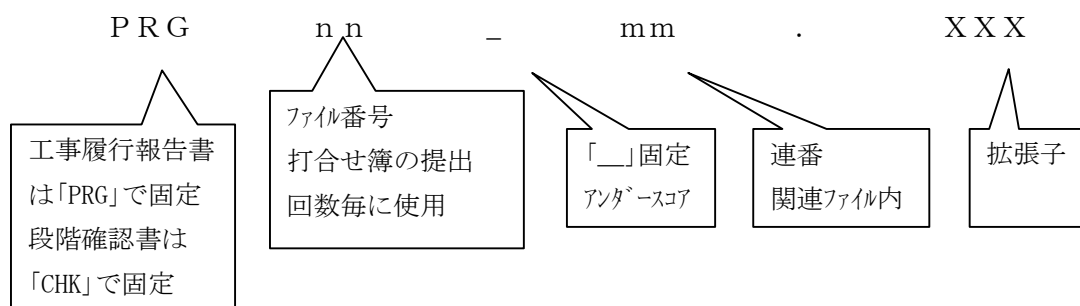 ＰＲＧ ｎｎ _ ｍｍ . ＸＸＸ
工事履行報告書
は「PRG」で固定
段階確認書は
「CHK」で固定
ﾌｧｲﾙ番号
打合せ簿の提出
回数毎に使用
「__」固定
ｱﾝﾀﾞｰｽｺｱ
連番
関連ﾌｧｲﾙ内
拡張子